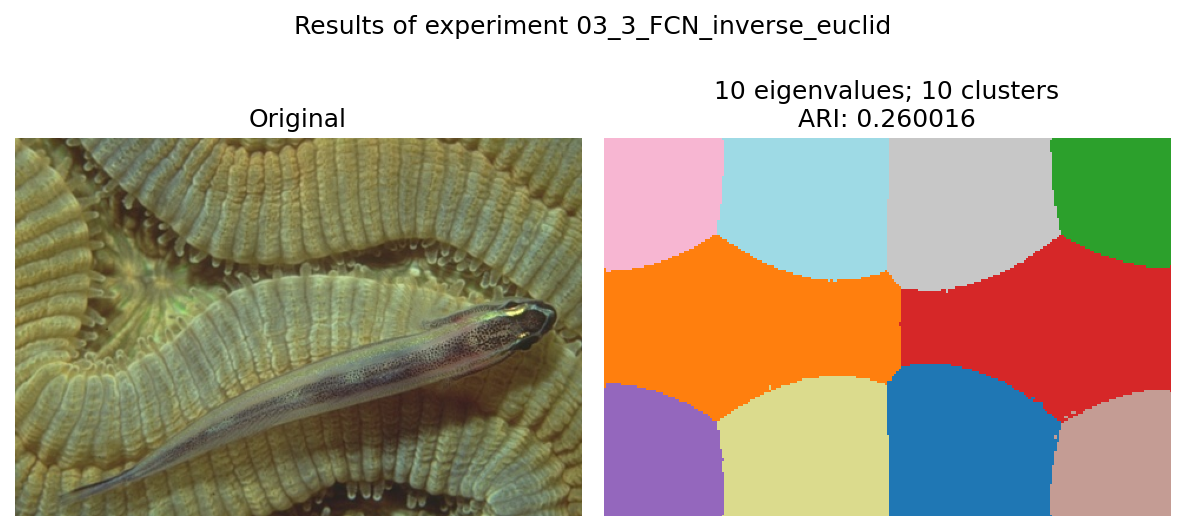 Results of experiment 03_3_FCN_inverse_euclid
Original
10 eigenvalues; 10 clusters
ARI: 0.260016